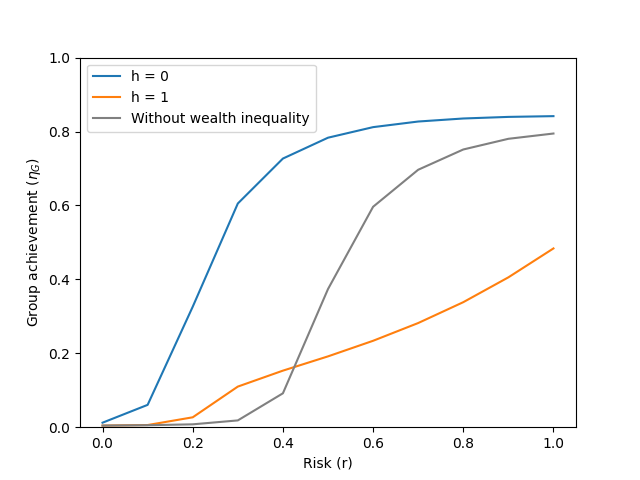 h = 0
h = 1
Without wealth inequality
Group achievement (η_G)
1.0
0.8
0.6
0.4
0.2
0.0
0.0 0.2 0.4 0.6 0.8 1.0
Risk (r)